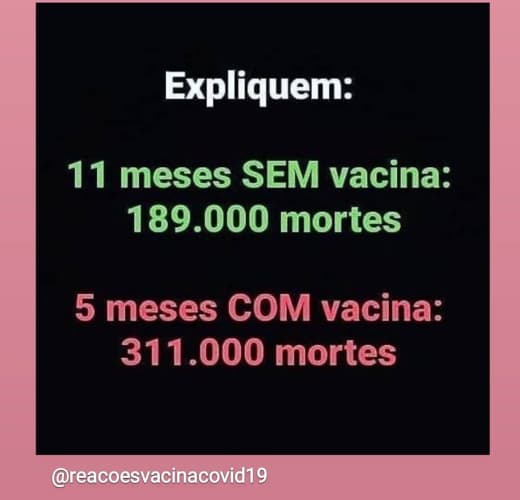 Expliquem:
11 meses SEM vacina:
189.000 mortes
5 meses COM vacina:
311.000 mortes
@reacoesvacinacovid19